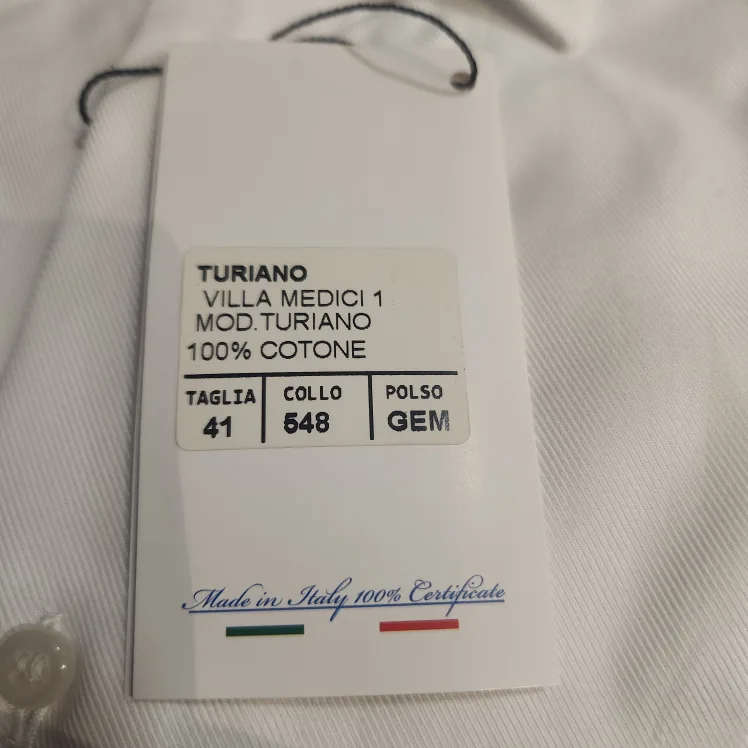 TURIANO
VILLA MEDICI 1
MOD.TURIANO
100% COTONE
TAGLIA COLLO POLSO
41 548 GEM
Made in Italy 100% Certificate